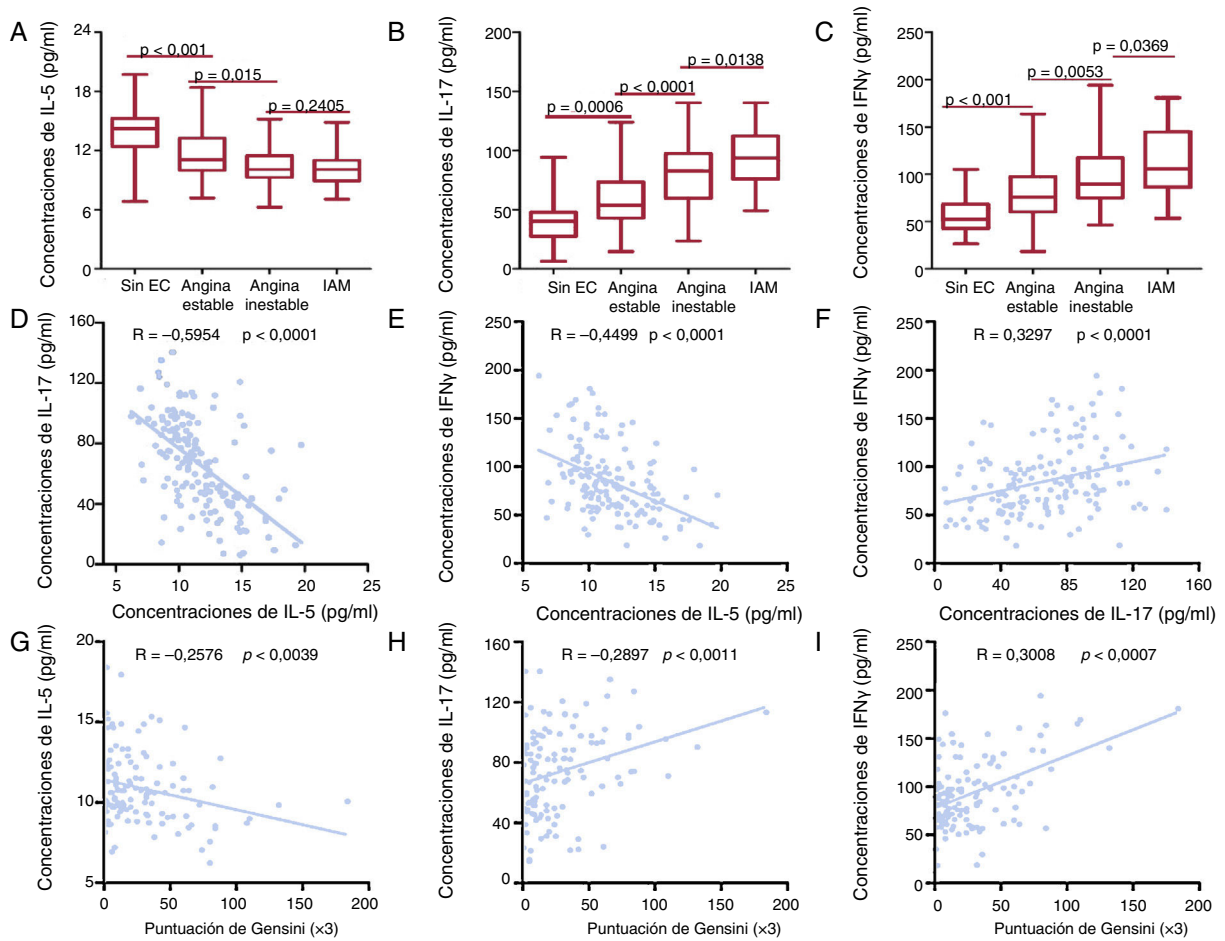 A
Concentraciones de IL-5 (pg/ml)
24
18
12
6
0
p < 0,001
p = 0,015
p = 0,2405
Sin EC
Angina estable
Angina inestable
IAM
B
Concentraciones de IL-17 (pg/ml)
200
150
100
50
0
p = 0,0006
p < 0,0001
p = 0,0138
Sin EC
Angina estable
Angina inestable
IAM
C
Concentraciones de IFNγ (pg/ml)
250
200
150
100
50
0
p < 0,001
p = 0,0053
p = 0,0369
Sin EC
Angina estable
Angina inestable
IAM
D
Concentraciones de IL-17 (pg/ml)
160
120
80
40
0
R = –0,5954 p < 0,0001
5 10 15 20 25
Concentraciones de IL-5 (pg/ml)
E
Concentraciones de IFNγ (pg/ml)
250
200
150
100
50
0
R = –0,4499 p < 0,0001
5 10 15 20 25
Concentraciones de IL-5 (pg/ml)
F
Concentraciones de IFNγ (pg/ml)
250
200
150
100
50
0
R = 0,3297 p < 0,0001
0 40 85 120 160
Concentraciones de IL-17 (pg/ml)
G
Concentraciones de IL-5 (pg/ml)
20
15
10
5
R = –0,2576 p < 0,0039
0 50 100 150 200
Puntuación de Gensini (×3)
H
Concentraciones de IL-17 (pg/ml)
160
120
80
40
0
R = –0,2897 p < 0,0011
0 50 100 150 200
Puntuación de Gensini (×3)
I
Concentraciones de IFNγ (pg/ml)
250
200
150
100
50
0
R = 0,3008 p < 0,0007
0 50 100 150 200
Puntuación de Gensini (×3)